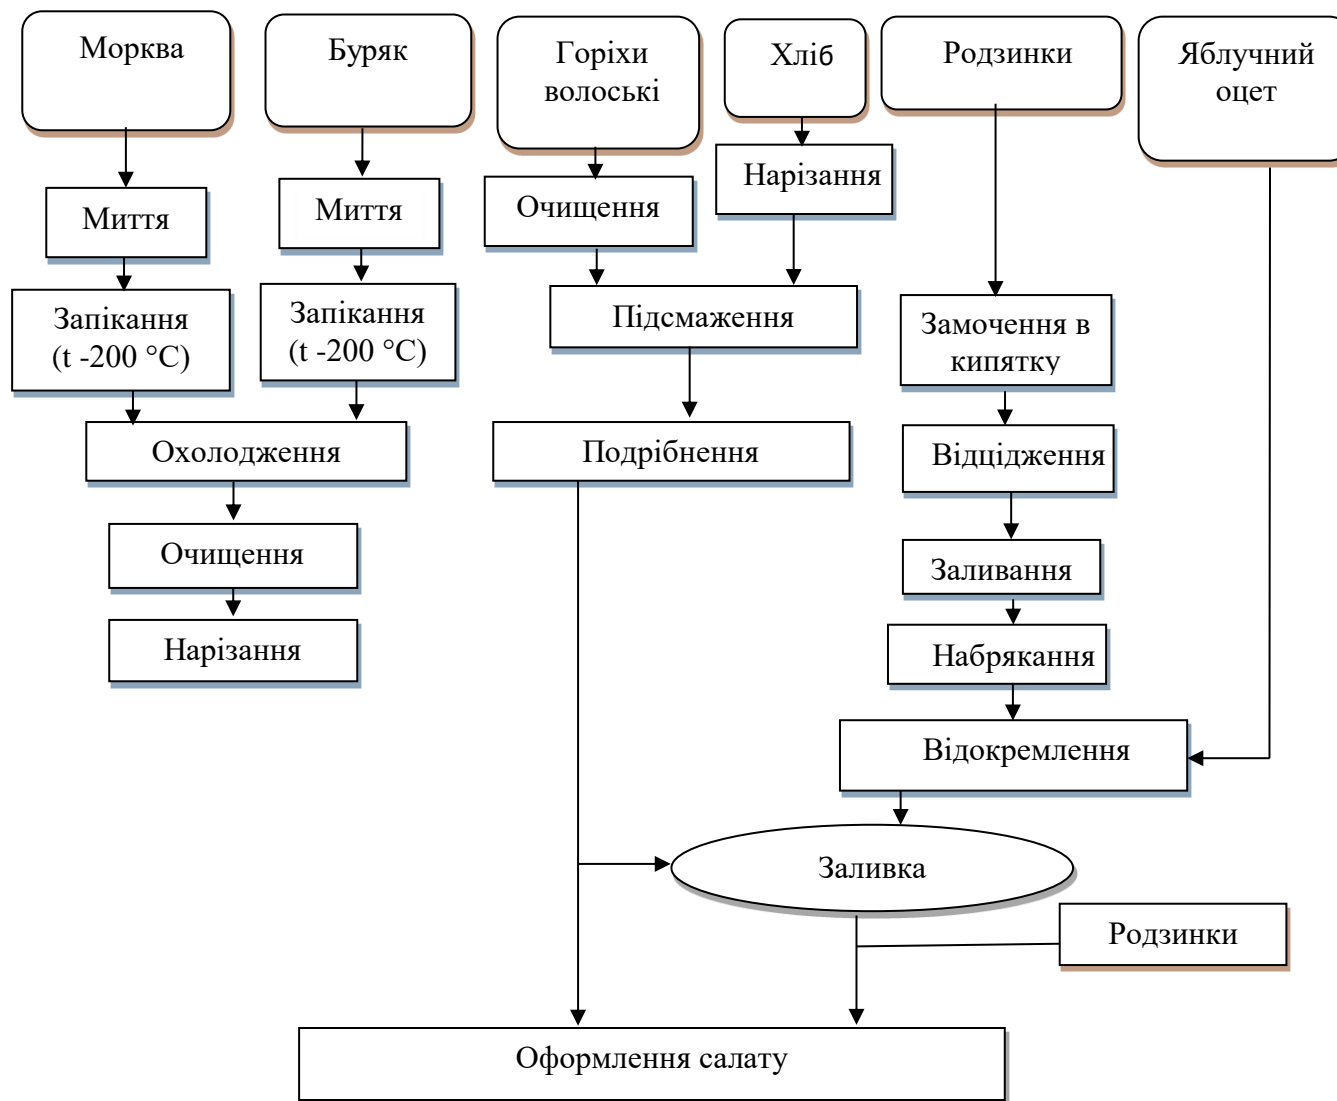 Морква
Буряк
Горіхи
волоські
Хліб
Родзинки
Яблучний
оцет
Миття
Миття
Очищення
Нарізання
Запікання
(t -200 °С)
Запікання
(t -200 °С)
Підсмаження
Замочення в
кипятку
Охолодження
Подрібнення
Відцідження
Очищення
Заливання
Нарізання
Набрякання
Відокремлення
Заливка
Родзинки
Оформлення салату